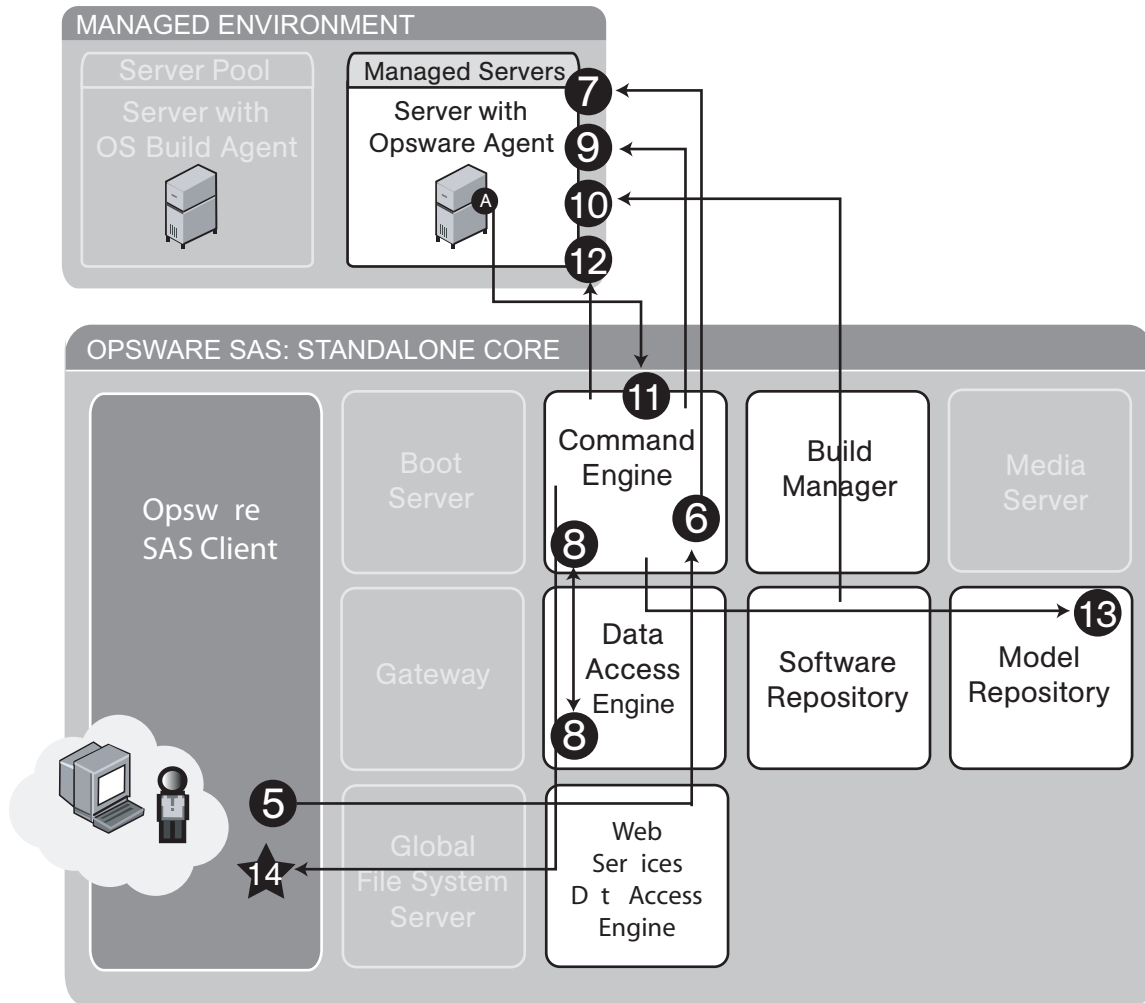 MANAGED ENVIRONMENT
Server Pool
Server with
OS Build Agent
Managed Servers
Server with
Opsware Agent
A
7
9
10
12
OPSWARE SAS: STANDALONE CORE
Opsw re
SAS Client
5
14
Boot
Server
Gateway
Global
File System
Server
11
Command
Engine
6
8
Data
Access
Engine
8
Web
Ser ices
D t Access
Engine
Build
Manager
Software
Repository
Media
Server
13
Model
Repository